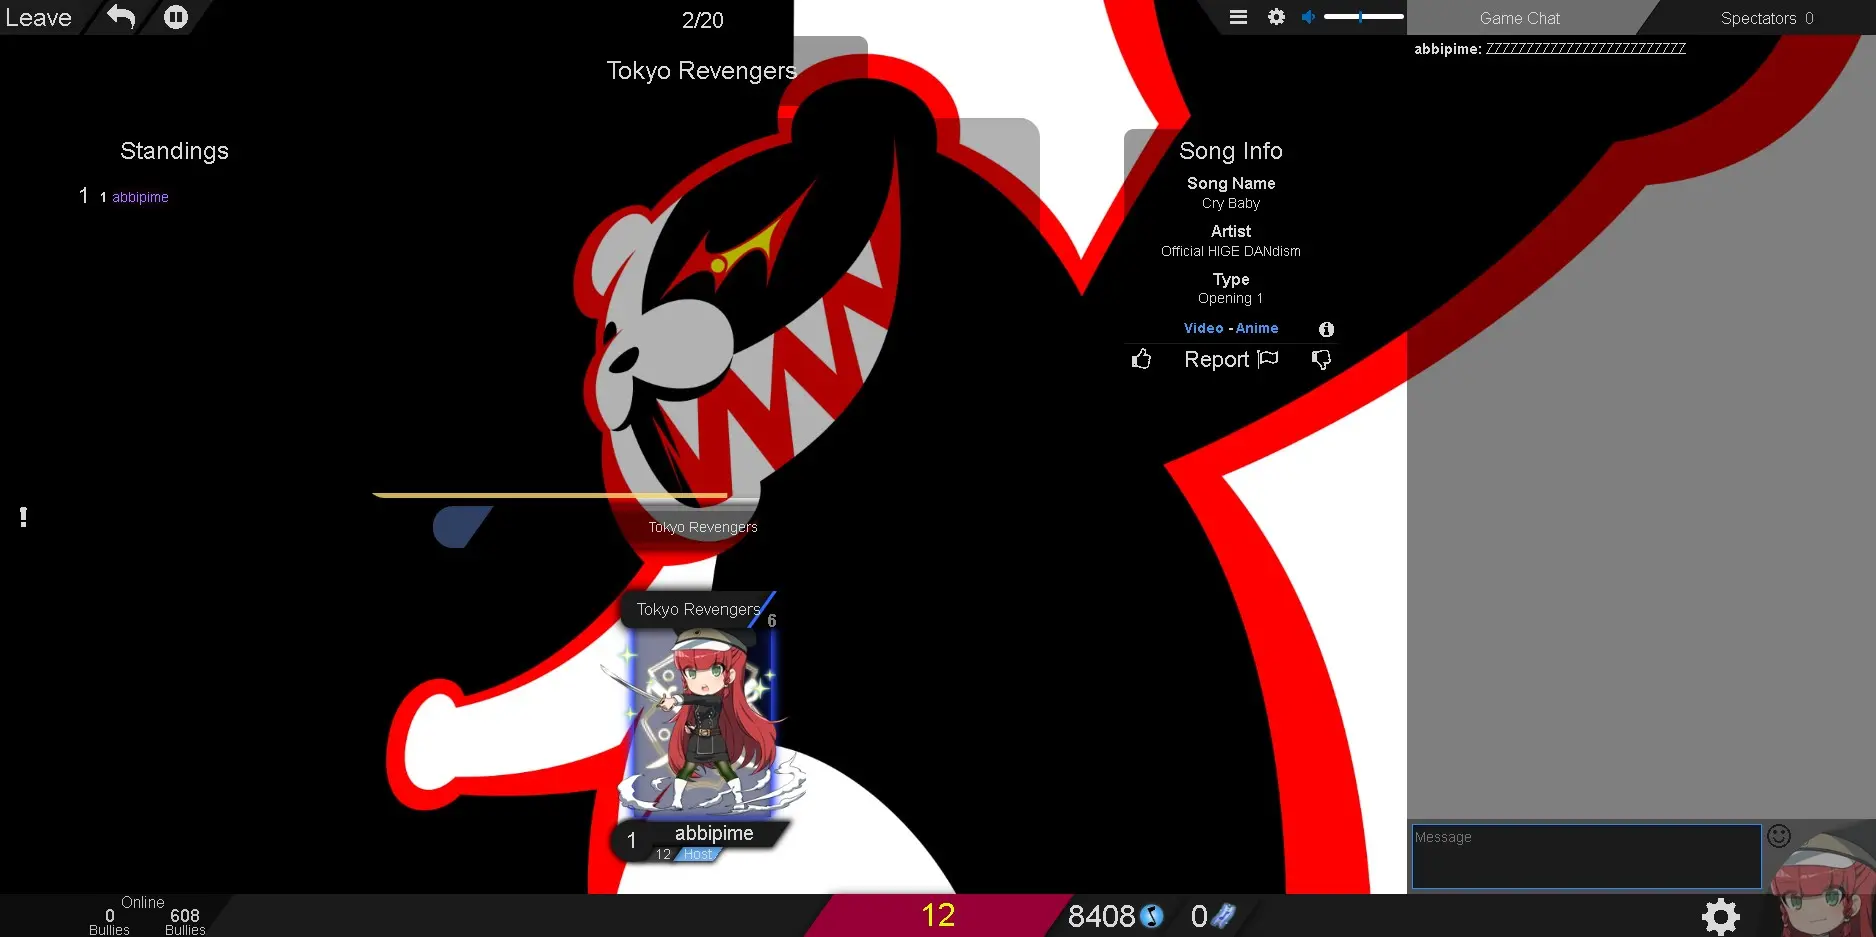 Leave
2/20
Game Chat
Spectators 0
abbipime: ZZZZZZZZZZZZZZZZZZZZZZZZZ
Tokyo Revengers
Standings
1 1 abbipime
Song Info
Song Name
Cry Baby
Artist
Official HIGE DANdism
Type
Opening 1
Video - Anime
Report
Tokyo Revengers
Tokyo Revengers
6
1
abbipime
12 Host
Message
Online
0 608
Bullies Bullies
12
8408
0